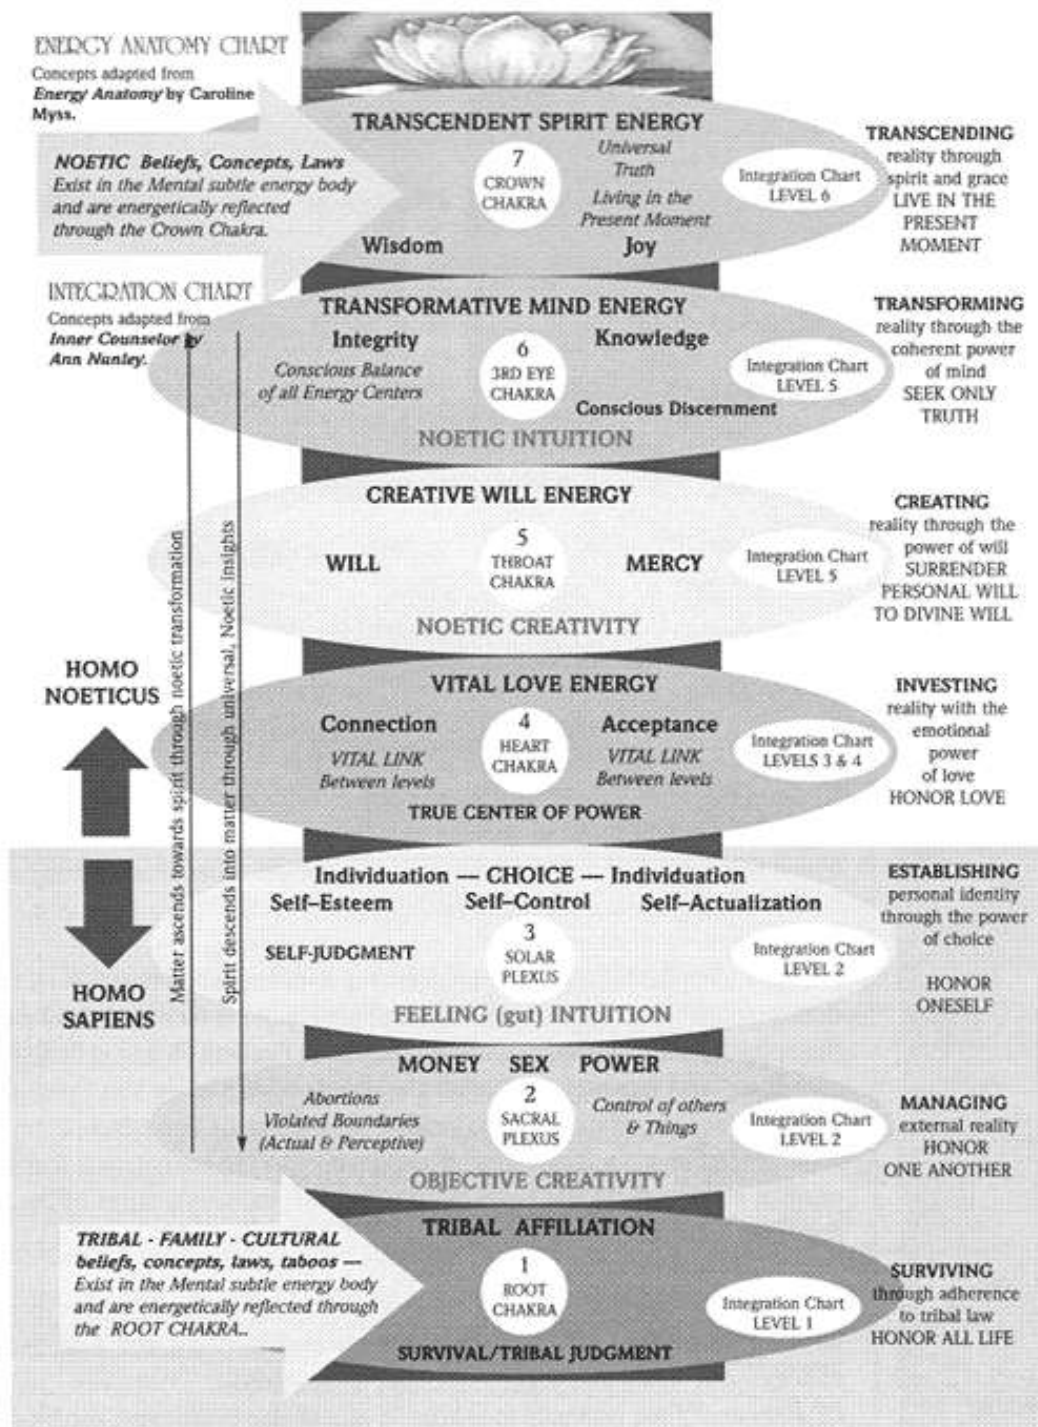 ENERGY ANATOMY CHART
Concepts adapted from
Energy Anatomy by Caroline
Myss.
NOETIC Beliefs, Concepts, Laws
Exist in the Mental subtle energy body
and are energetically reflected
through the Crown Chakra.
TRANSCENDENT SPIRIT ENERGY
7
CROWN
CHAKRA
Universal
Truth
Living in the
Present Moment
Wisdom
Joy
Integration Chart
LEVEL 6
TRANSCENDING
reality through
spirit and grace
LIVE IN THE
PRESENT
MOMENT
INTEGRATION CHART
Concepts adapted from
Inner Counselor by
Ann Nunley.
TRANSFORMATIVE MIND ENERGY
Integrity
Conscious Balance
of all Energy Centers
6
3RD EYE
CHAKRA
Knowledge
Conscious Discernment
NOETIC INTUITION
Integration Chart
LEVEL 5
TRANSFORMING
reality through the
coherent power
of mind
SEEK ONLY
TRUTH
Matter ascends towards spirit through noetic transformation
Spirit descends into matter through universal, Noetic insights
CREATIVE WILL ENERGY
WILL
5
THROAT
CHAKRA
MERCY
NOETIC CREATIVITY
Integration Chart
LEVEL 5
CREATING
reality through the
power of will
SURRENDER
PERSONAL WILL
TO DIVINE WILL
HOMO
NOETICUS
VITAL LOVE ENERGY
Connection
VITAL LINK
Between levels
4
HEART
CHAKRA
Acceptance
VITAL LINK
Between levels
TRUE CENTER OF POWER
Integration Chart
LEVELS 3 & 4
INVESTING
reality with the
emotional
power
of love
HONOR LOVE
HOMO
SAPIENS
Individuation — CHOICE — Individuation
Self-Esteem Self-Control Self-Actualization
SELF-JUDGMENT
3
SOLAR
PLEXUS
FEELING (gut) INTUITION
Integration Chart
LEVEL 2
ESTABLISHING
personal identity
through the power
of choice
HONOR
ONESELF
MONEY SEX POWER
Abortions
Violated Boundaries
(Actual & Perceptive)
2
SACRAL
PLEXUS
Control of others
& Things
OBJECTIVE CREATIVITY
Integration Chart
LEVEL 2
MANAGING
external reality
HONOR
ONE ANOTHER
TRIBAL - FAMILY - CULTURAL
beliefs, concepts, laws, taboos —
Exist in the Mental subtle energy body
and are energetically reflected through
the ROOT CHAKRA..
TRIBAL AFFILIATION
1
ROOT
CHAKRA
SURVIVAL/TRIBAL JUDGMENT
Integration Chart
LEVEL 1
SURVIVING
through adherence
to tribal law
HONOR ALL LIFE